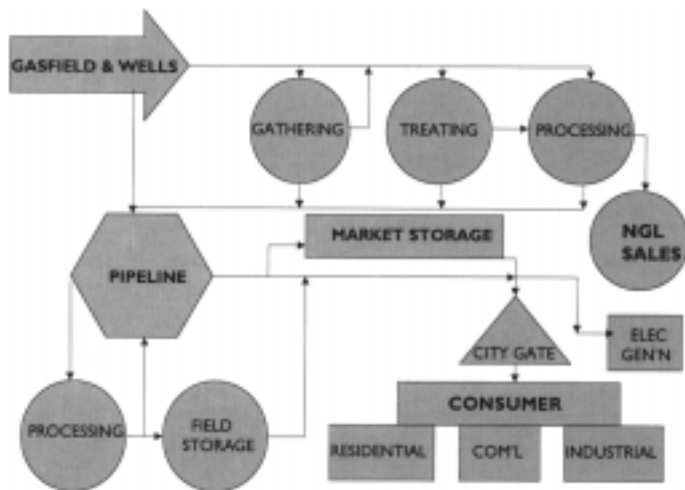 GASFIELD & WELLS
GATHERING
TREATING
PROCESSING
MARKET STORAGE
NGL
SALES
PIPELINE
CITY GATE
ELEC
GEN'N
PROCESSING
FIELD
STORAGE
CONSUMER
RESIDENTIAL
COM'L
INDUSTRIAL